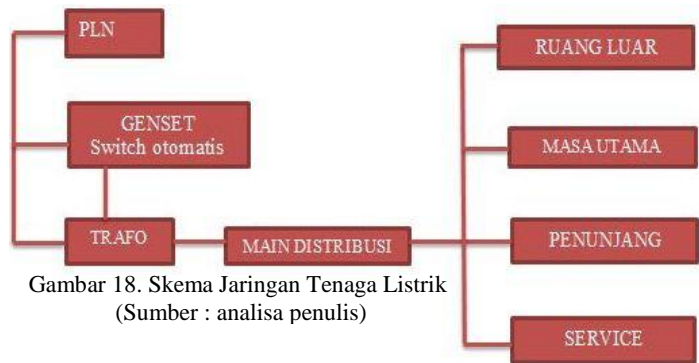 PLN
GENSET
Switch otomatis
TRAFO
MAIN DISTRIBUSI
RUANG LUAR
MASA UTAMA
PENUNJANG
SERVICE
Gambar 18. Skema Jaringan Tenaga Listrik
(Sumber : analisa penulis)